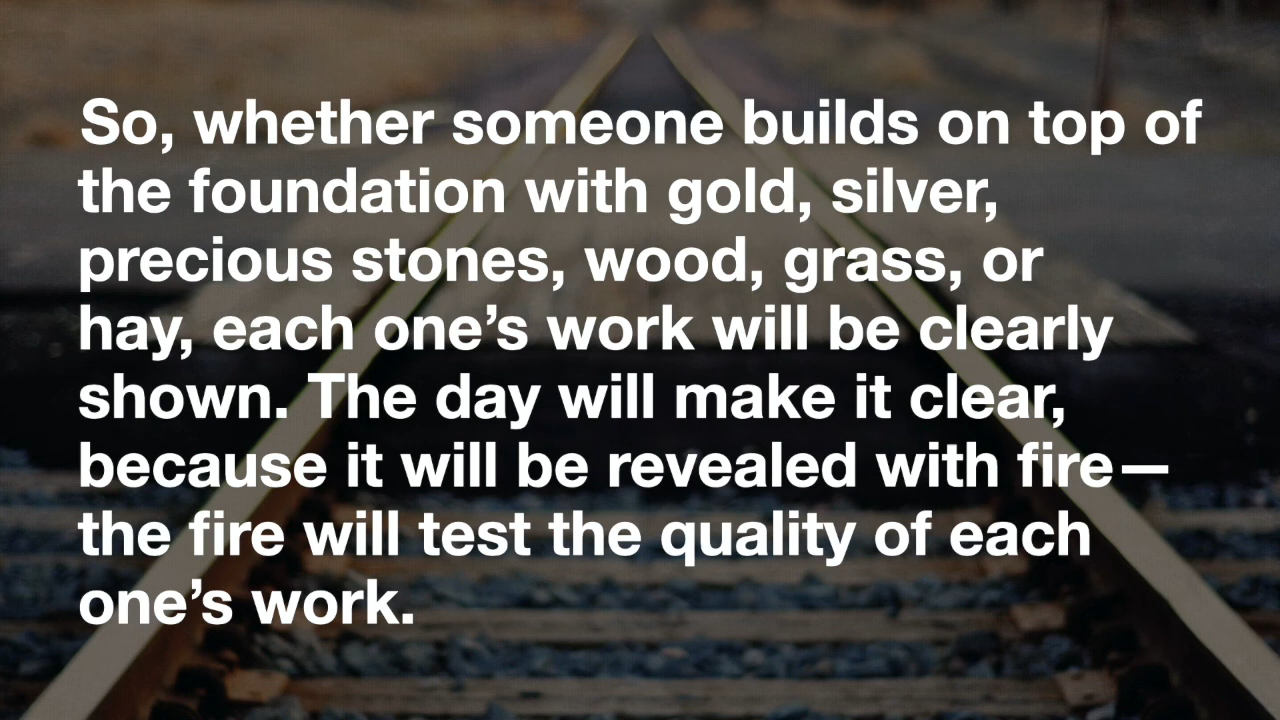 So, whether someone builds on top of
the foundation with gold, silver,
precious stones, wood, grass, or
hay, each one’s work will be clearly
shown. The day will make it clear,
because it will be revealed with fire—
the fire will test the quality of each
one’s work.